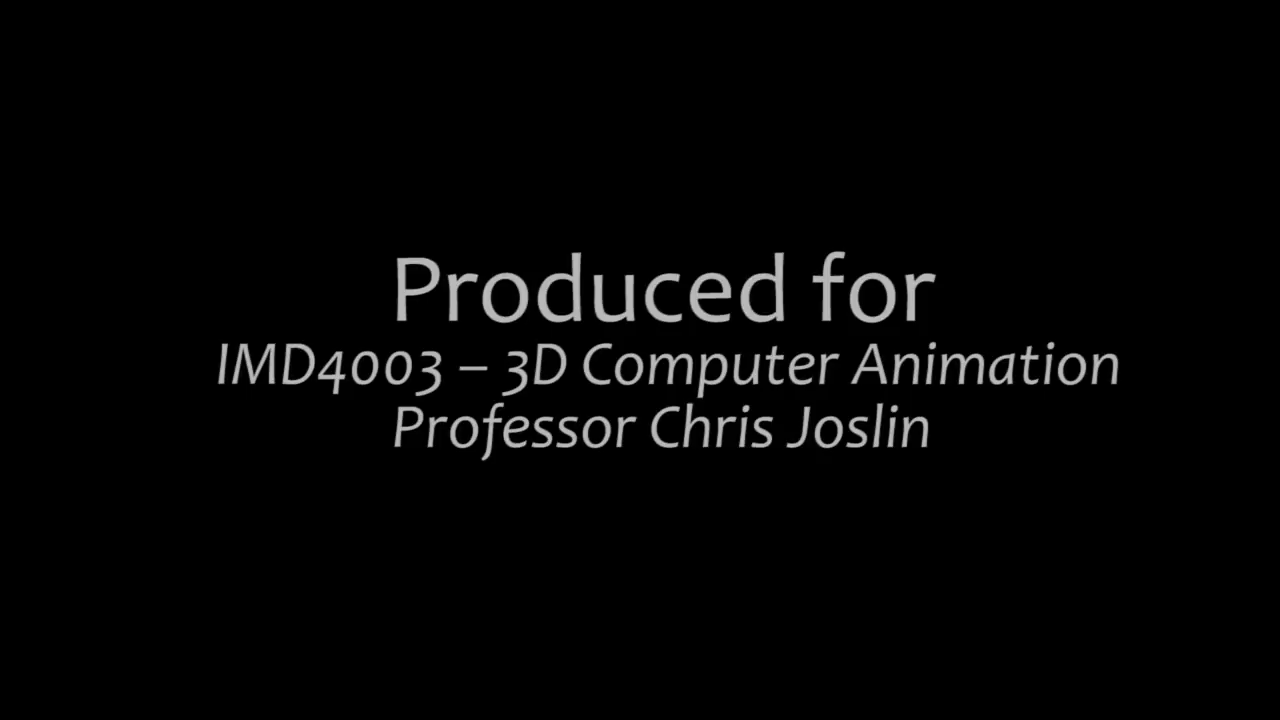 Produced for
IMD4003 – 3D Computer Animation
Professor Chris Joslin